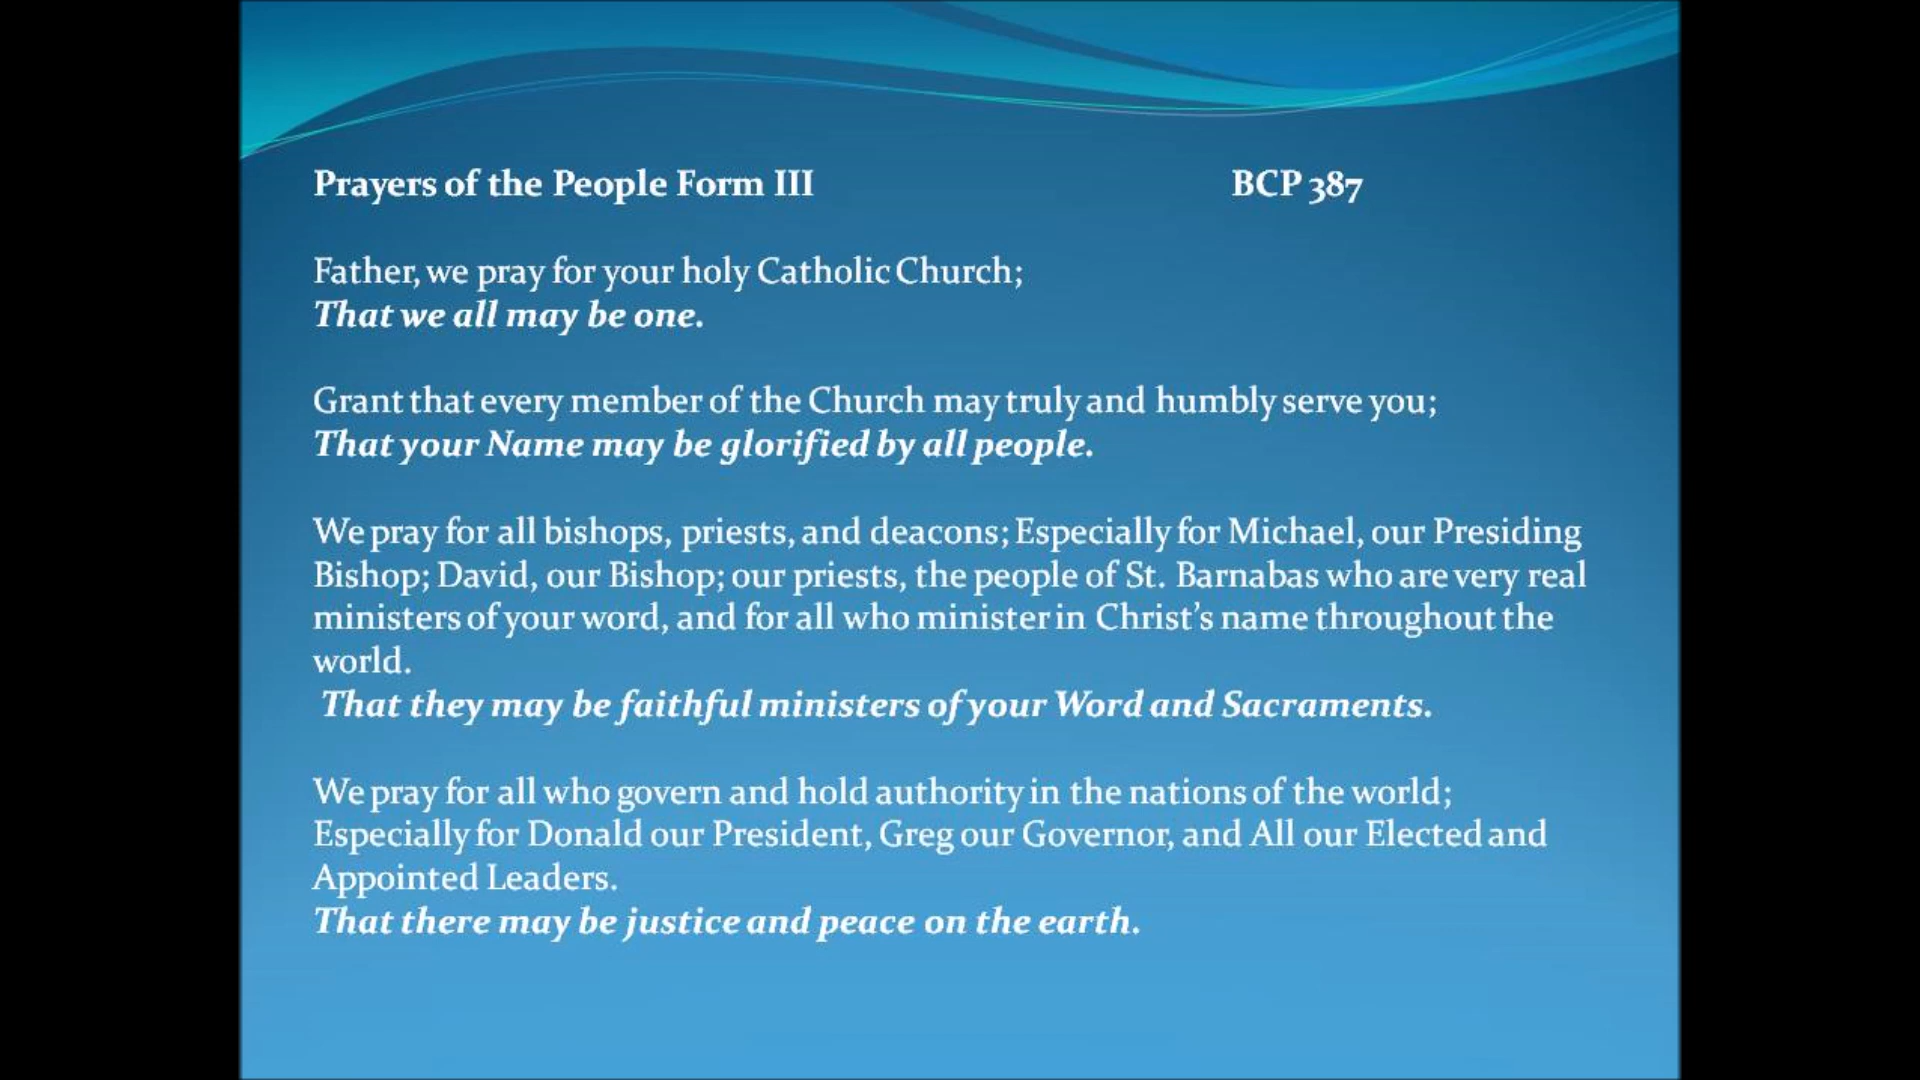 Prayers of the People Form III BCP 387
Father, we pray for your holy Catholic Church;
That we all may be one.
Grant that every member of the Church may truly and humbly serve you;
That your Name may be glorified by all people.
We pray for all bishops, priests, and deacons; Especially for Michael, our Presiding
Bishop; David, our Bishop; our priests, the people of St. Barnabas who are very real
ministers of your word, and for all who minister in Christ’s name throughout the
world.
That they may be faithful ministers of your Word and Sacraments.
We pray for all who govern and hold authority in the nations of the world;
Especially for Donald our President, Greg our Governor, and All our Elected and
Appointed Leaders.
That there may be justice and peace on the earth.